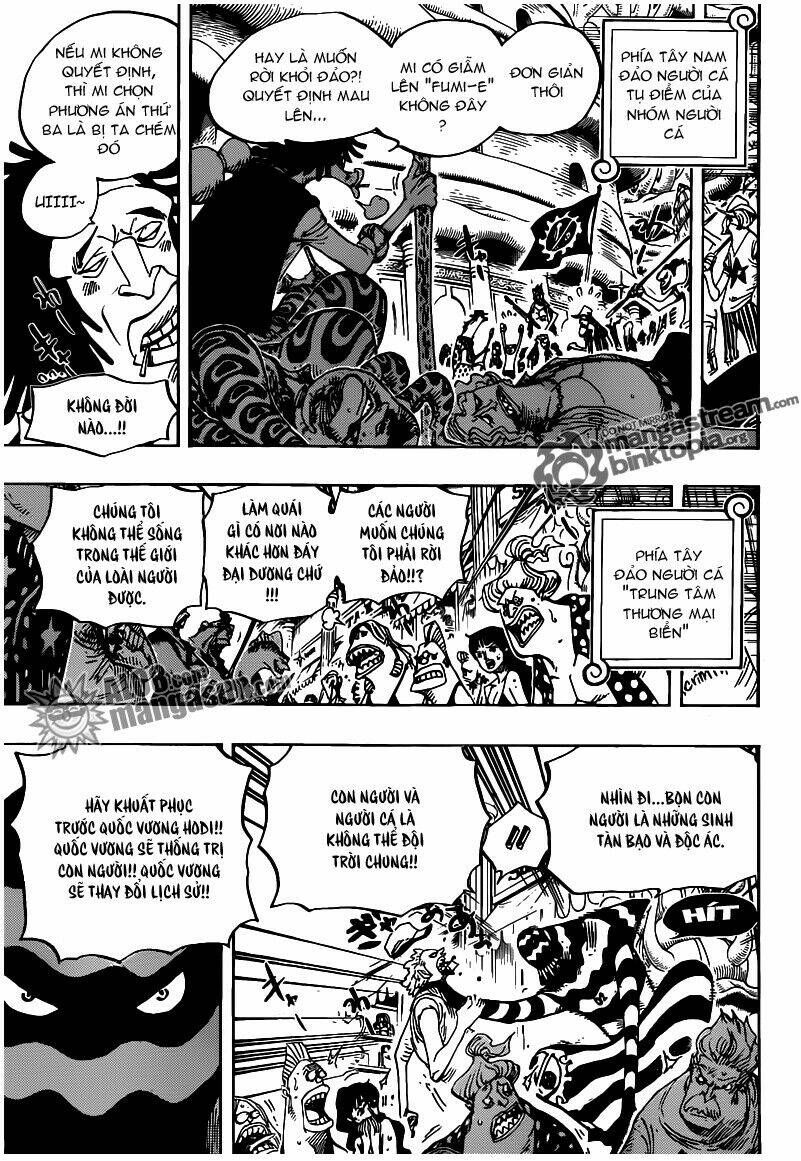 PHÍA TÂY NAM
ĐẢO NGƯỜI CÁ
TỤ ĐIỂM CỦA
NHÓM NGƯỜI
CÁ
ĐƠN GIẢN
THÔI
MI CÓ GIẪM
LÊN "FUMI-E"
KHÔNG ĐÂY
?
HAY LÀ MUỐN
RỜI KHỎI ĐẢO?!
QUYẾT ĐỊNH MAU
LÊN...
NẾU MI KHÔNG
QUYẾT ĐỊNH,
THÌ MI CHỌN
PHƯƠNG ÁN THỨ
BA LÀ BỊ TA CHÉM
ĐÓ
UIIII~
KHÔNG ĐỜI
NÀO...!!
DO NOT MIRROR
mangastream.com
binktopia.org
PHÍA TÂY
ĐẢO NGƯỜI CÁ
"TRUNG TÂM
THƯƠNG MẠI
BIỂN"
CÁC NGƯỜI
MUỐN CHÚNG
TÔI PHẢI RỜI
ĐẢO!!?
LÀM QUÁI
GÌ CÓ NƠI NÀO
KHÁC HƠN ĐÁY
ĐẠI DƯƠNG CHỨ
!!!
CHÚNG TÔI
KHÔNG THỂ SỐNG
TRONG THẾ GIỚI
CỦA LOÀI NGƯỜI
ĐƯỢC.
NHÌN ĐI...BỌN CON
NGƯỜI LÀ NHỮNG SINH
TÀN BẠO VÀ ĐỘC ÁC.
!!
CON NGƯỜI VÀ
NGƯỜI CÁ LÀ
KHÔNG THỂ ĐỘI
TRỜI CHUNG!!
HÃY KHUẤT PHỤC
TRƯỚC QUỐC VƯƠNG HODI!!
QUỐC VƯƠNG SẼ THỐNG TRỊ
CON NGƯỜI!! QUỐC VƯƠNG
SẼ THAY ĐỔI LỊCH SỬ!!
HÍT